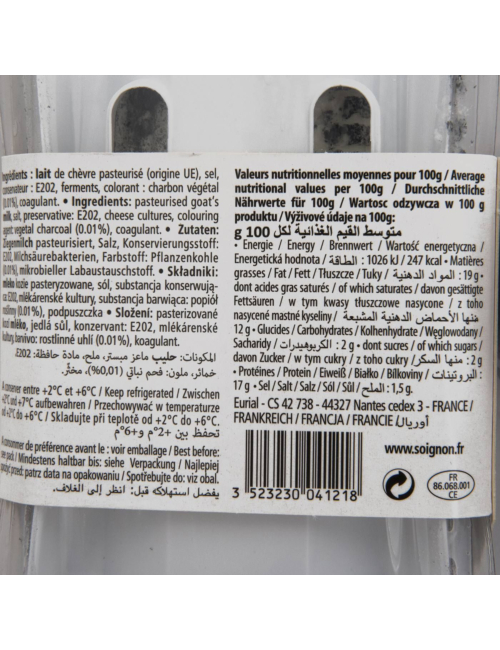 Ingrédients : lait de chèvre pasteurisé (origine UE), sel,
conservateur : E202, ferments, colorant : charbon végétal
(0.01%), coagulant. • Ingredients: pasteurised goat's
milk, salt, preservative: E202, cheese cultures, colouring
agent vegetal charcoal (0.01%), coagulant. • Zutaten:
Ziegenmilch pasteurisiert, Salz, Konservierungsstoff:
E202, Milchsäurebakterien, Farbstoff: Pflanzenkohle
(0.01%), mikrobieller Labaustauschstoff. • Składniki:
mleko kozie pasteryzowane, sól, substancja konserwują-
ca: E202, mlékárenské kultury, substancja barwiąca: popiół
roślinny (0.01%), podpuszczka • Složení: pasterizované
kozí mléko, jedlá sůl, konzervant: E202, mlékárenské
kultury, barvivo: rostlinné uhlí (0.01%), coagulant.
المكونات: حليب ماعز مبستر، ملح، مادة حافظة: E202،
خمائر، ملون: فحم نباتي (0,01%)، مخثر.
A conserver entre +2°C et +6°C / Keep refrigerated / Zwischen
+2°C und +7°C aufbewahren / Przechowywać w temperaturze
od +2°C do +6°C. / Skladujte při teplotě od +2°C do +6°C.
تحفظ بين +2°م و+6°م
A consommer de préférence avant le : voir emballage / Best before:
see pack / Mindestens haltbar bis: siehe Verpackung / Najlepiej
spożyć przed: patrz data na opakowaniu / Spotřebujte do: viz obal.
يفضل استهلاكه قبل: انظر إلى الغلاف.
Valeurs nutritionnelles moyennes pour 100g / Average
nutritional values per 100g / Durchschnittliche
Nährwerte für 100g / Wartosc odzywcza w 100 g
produktu / Výživové údaje na 100g:
متوسط القيم الغذائية لكل 100 g
• Energie / Energy / Brennwert / Wartość energetyczna /
Energetická hodnota / الطاقة : 1026 kJ / 247 kcal • Matières
grasses / Fat / Fett / Tłuszcze / Tuky / المواد الدهنية : 19 g
dont acides gras saturés / of which saturates / davon gesättigte
Fettsäuren / w tym kwasy tłuszczowe nasycone / z toho
nasycené mastné kyseliny / منها الأحماض الدهنية المشبعة :
12 g • Glucides / Carbohydrates / Kolhenhydrate / Węglowodany /
Sacharidy / الكربوهيدرات : 2 g • dont sucres / of which sugars /
davon Zucker / w tym cukry / z toho cukry / منها السكر : 2 g
• Protéines / Protein / Eiweiß / Białko / Bílkoviny / البروتينات :
17 g • Sel / Salt / Salz / Sól / Sůl / الملح : 1,5 g.
Eurial - CS 42 738 - 44327 Nantes cedex 3 - FRANCE /
FRANKREICH / FRANCJA / FRANCIE / أوريال
www.soignon.fr
3 523230 041218
FR
86.068.001
CE